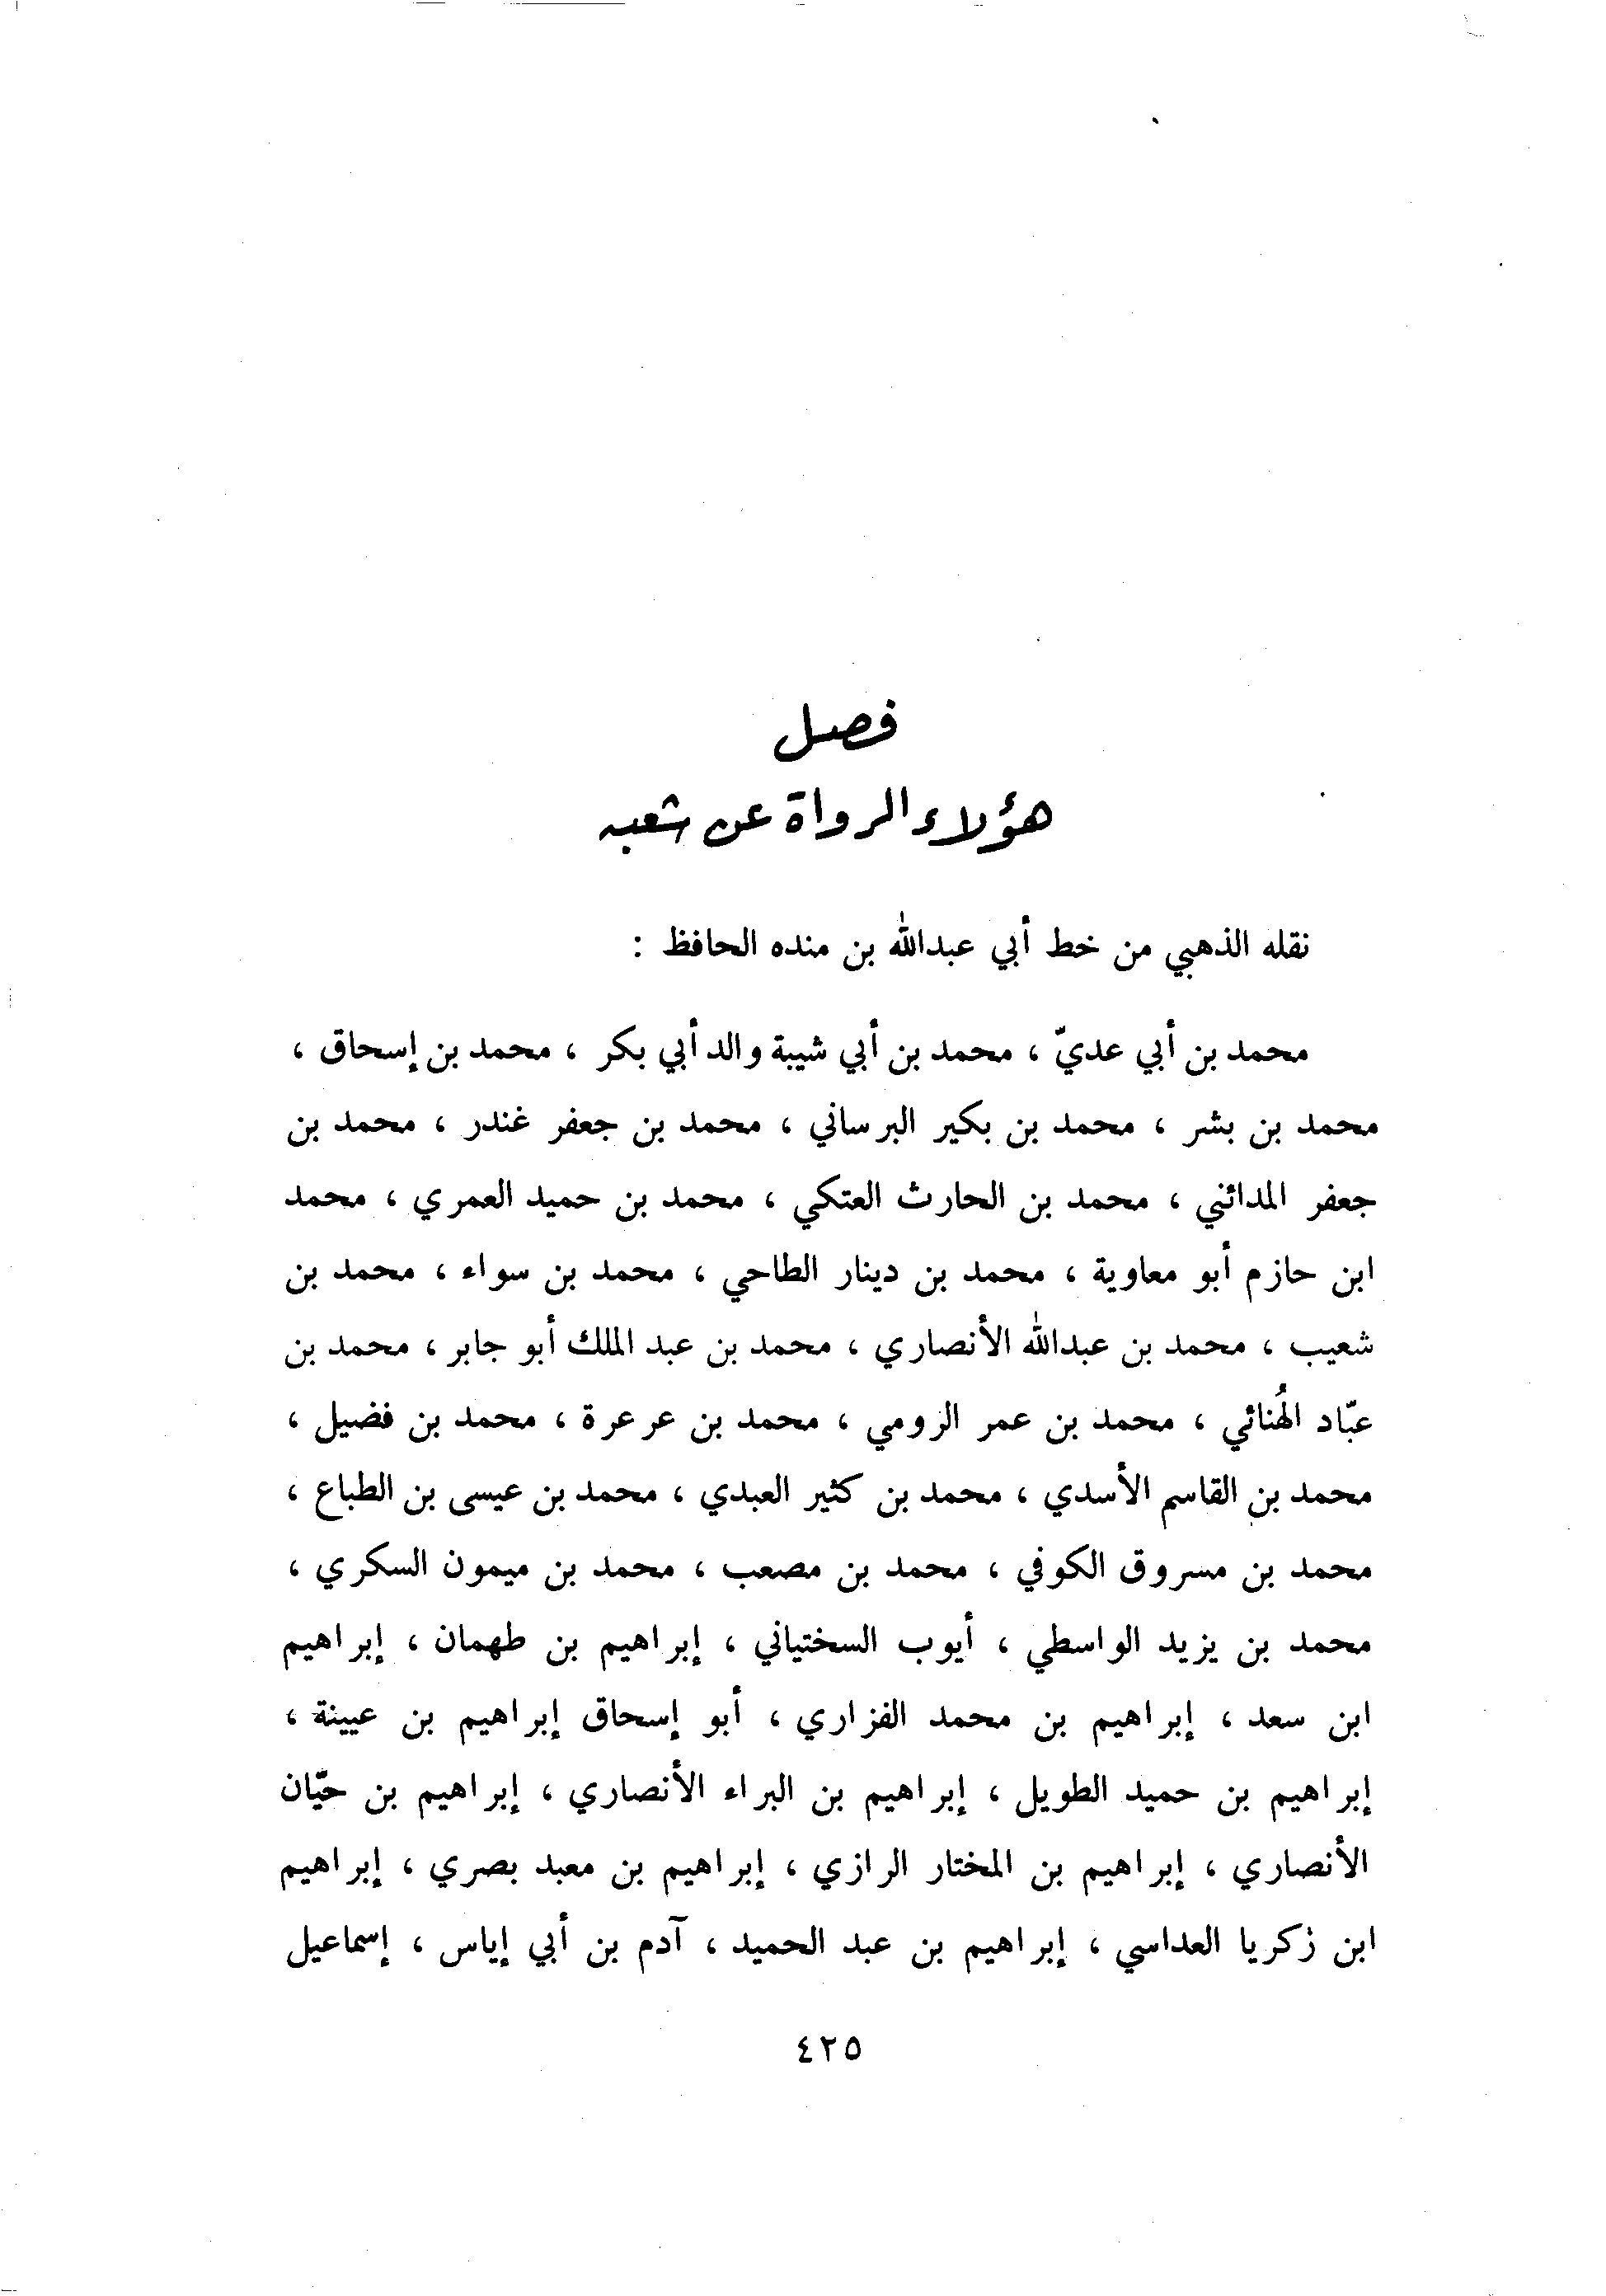 فصل
هؤلاء الرواة عن شعبه
نقله الذهبي من خط أبي عبدالله بن منده الحافظ :
محمد بن أبي عديّ ، محمد بن أبي شيبة والد أبي بكر ، محمد بن إسحاق ،
محمد بن بشر ، محمد بن بكير البرساني ، محمد بن جعفر غندر ، محمد بن
جعفر المدائني ، محمد بن الحارث العتكي ، محمد بن حميد العمري ، محمد
ابن حازم أبو معاوية ، محمد بن دينار الطاحي ، محمد بن سواء ، محمد بن
شعيب ، محمد بن عبدالله الأنصاري ، محمد بن عبد الملك أبو جابر ، محمد بن
عبّاد الهُنائي ، محمد بن عمر الرومي ، محمد بن عرعرة ، محمد بن فضيل ،
محمد بن القاسم الأسدي ، محمد بن كثير العبدي ، محمد بن عيسى بن الطباع ،
محمد بن مسروق الكوفي ، محمد بن مصعب ، محمد بن ميمون السكري ،
محمد بن يزيد الواسطي ، أيوب السختياني ، إبراهيم بن طهمان ، إبراهيم
ابن سعد ، إبراهيم بن محمد الفزاري ، أبو إسحاق إبراهيم بن عيينة ،
إبراهيم بن حميد الطويل ، إبراهيم بن البراء الأنصاري ، إبراهيم بن حيّان
الأنصاري ، إبراهيم بن المختار الرازي ، إبراهيم بن معبد بصري ، إبراهيم
ابن زكريا العداسي ، إبراهيم بن عبد الحميد ، آدم بن أبي إياس ، إسماعيل
٤٢٥